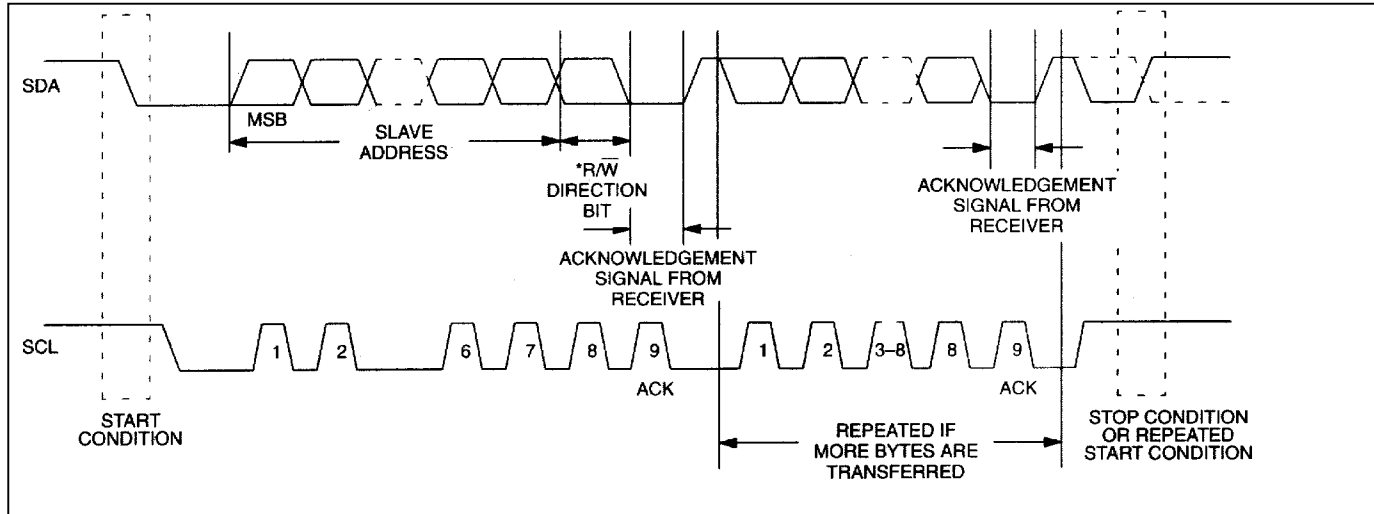 SDA
MSB
SLAVE
ADDRESS
*R/W̅
DIRECTION
BIT
ACKNOWLEDGEMENT
SIGNAL FROM
RECEIVER
ACKNOWLEDGEMENT
SIGNAL FROM
RECEIVER
SCL
1 2 6 7 8 9 1 2 3–8 8 9
ACK
ACK
START
CONDITION
REPEATED IF
MORE BYTES ARE
TRANSFERRED
STOP CONDITION
OR REPEATED
START CONDITION